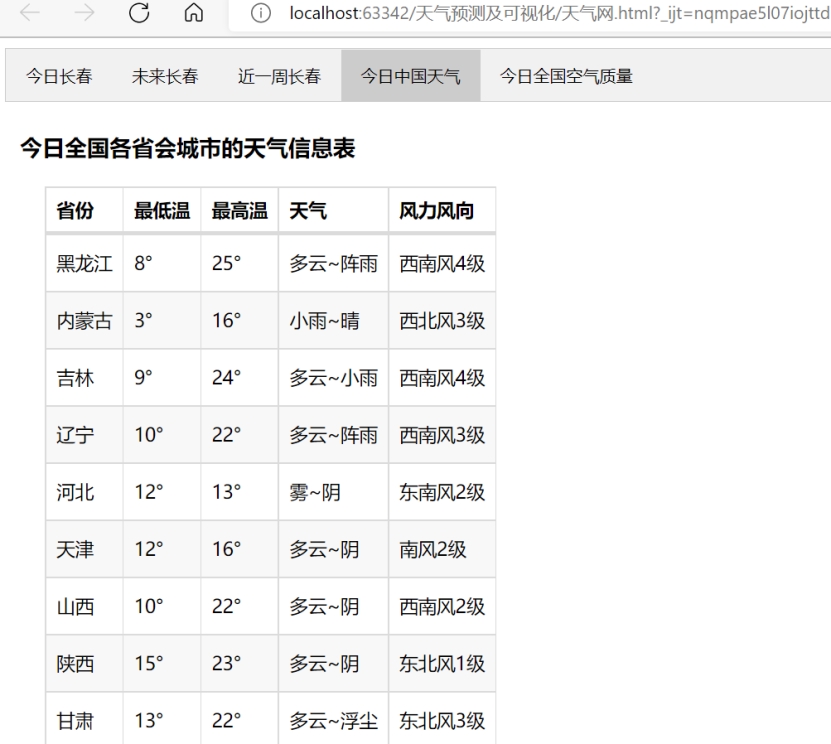 localhost:63342/天气预测及可视化/天气网.html?_ijt=nqmpae5l07iojttd
今日长春 未来长春 近一周长春 今日中国天气 今日全国空气质量
今日全国各省会城市的天气信息表
省份 最低温 最高温 天气 风力风向
黑龙江 8° 25° 多云~阵雨 西南风4级
内蒙古 3° 16° 小雨~晴 西北风3级
吉林 9° 24° 多云~小雨 西南风4级
辽宁 10° 22° 多云~阵雨 西南风3级
河北 12° 13° 雾~阴 东南风2级
天津 12° 16° 多云~阴 南风2级
山西 10° 22° 多云~阴 西南风2级
陕西 15° 23° 多云~阴 东北风1级
甘肃 13° 22° 多云~浮尘 东北风3级